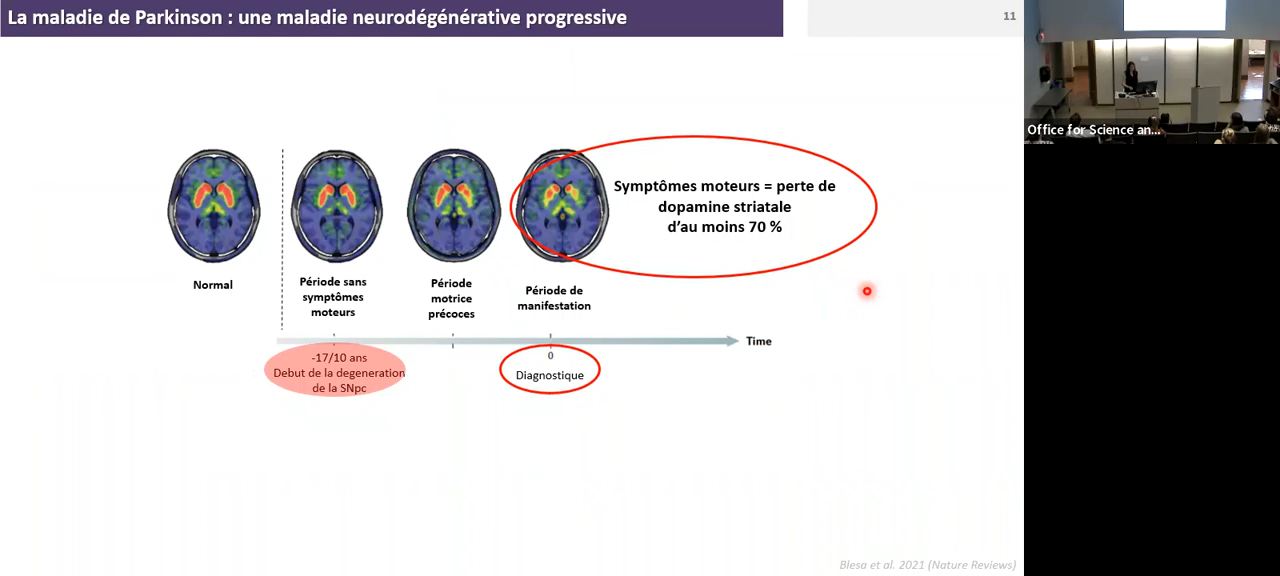 La maladie de Parkinson : une maladie neurodégénérative progressive
11
Office for Science an...
Symptômes moteurs = perte de
dopamine striatale
d’au moins 70 %
Normal
Période sans
symptômes
moteurs
Période
motrice
précoces
Période de
manifestation
Time
-17/10 ans
Debut de la degeneration
de la SNpc
0
Diagnostique
Blesa et al. 2021 (Nature Reviews)